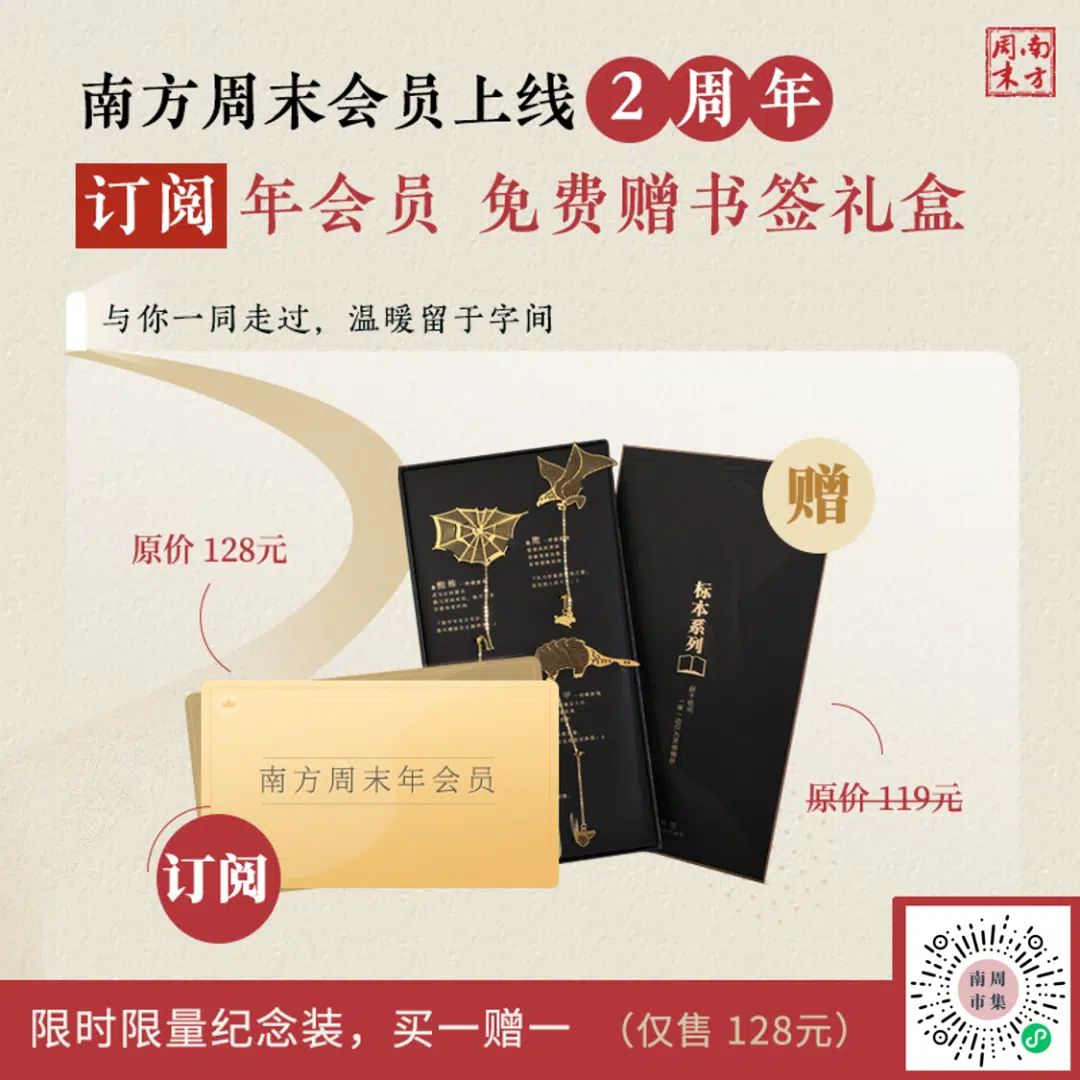 南方周末
南方周末会员上线2周年
订阅年会员 免费赠书签礼盒
与你一同走过，温暖留于字间
赠
原价 128元
蜘蛛
鹰
标本系列
南方周末年会员
原价 119元
订阅
南周
市集
限时限量纪念装，买一赠一 （仅售 128元）